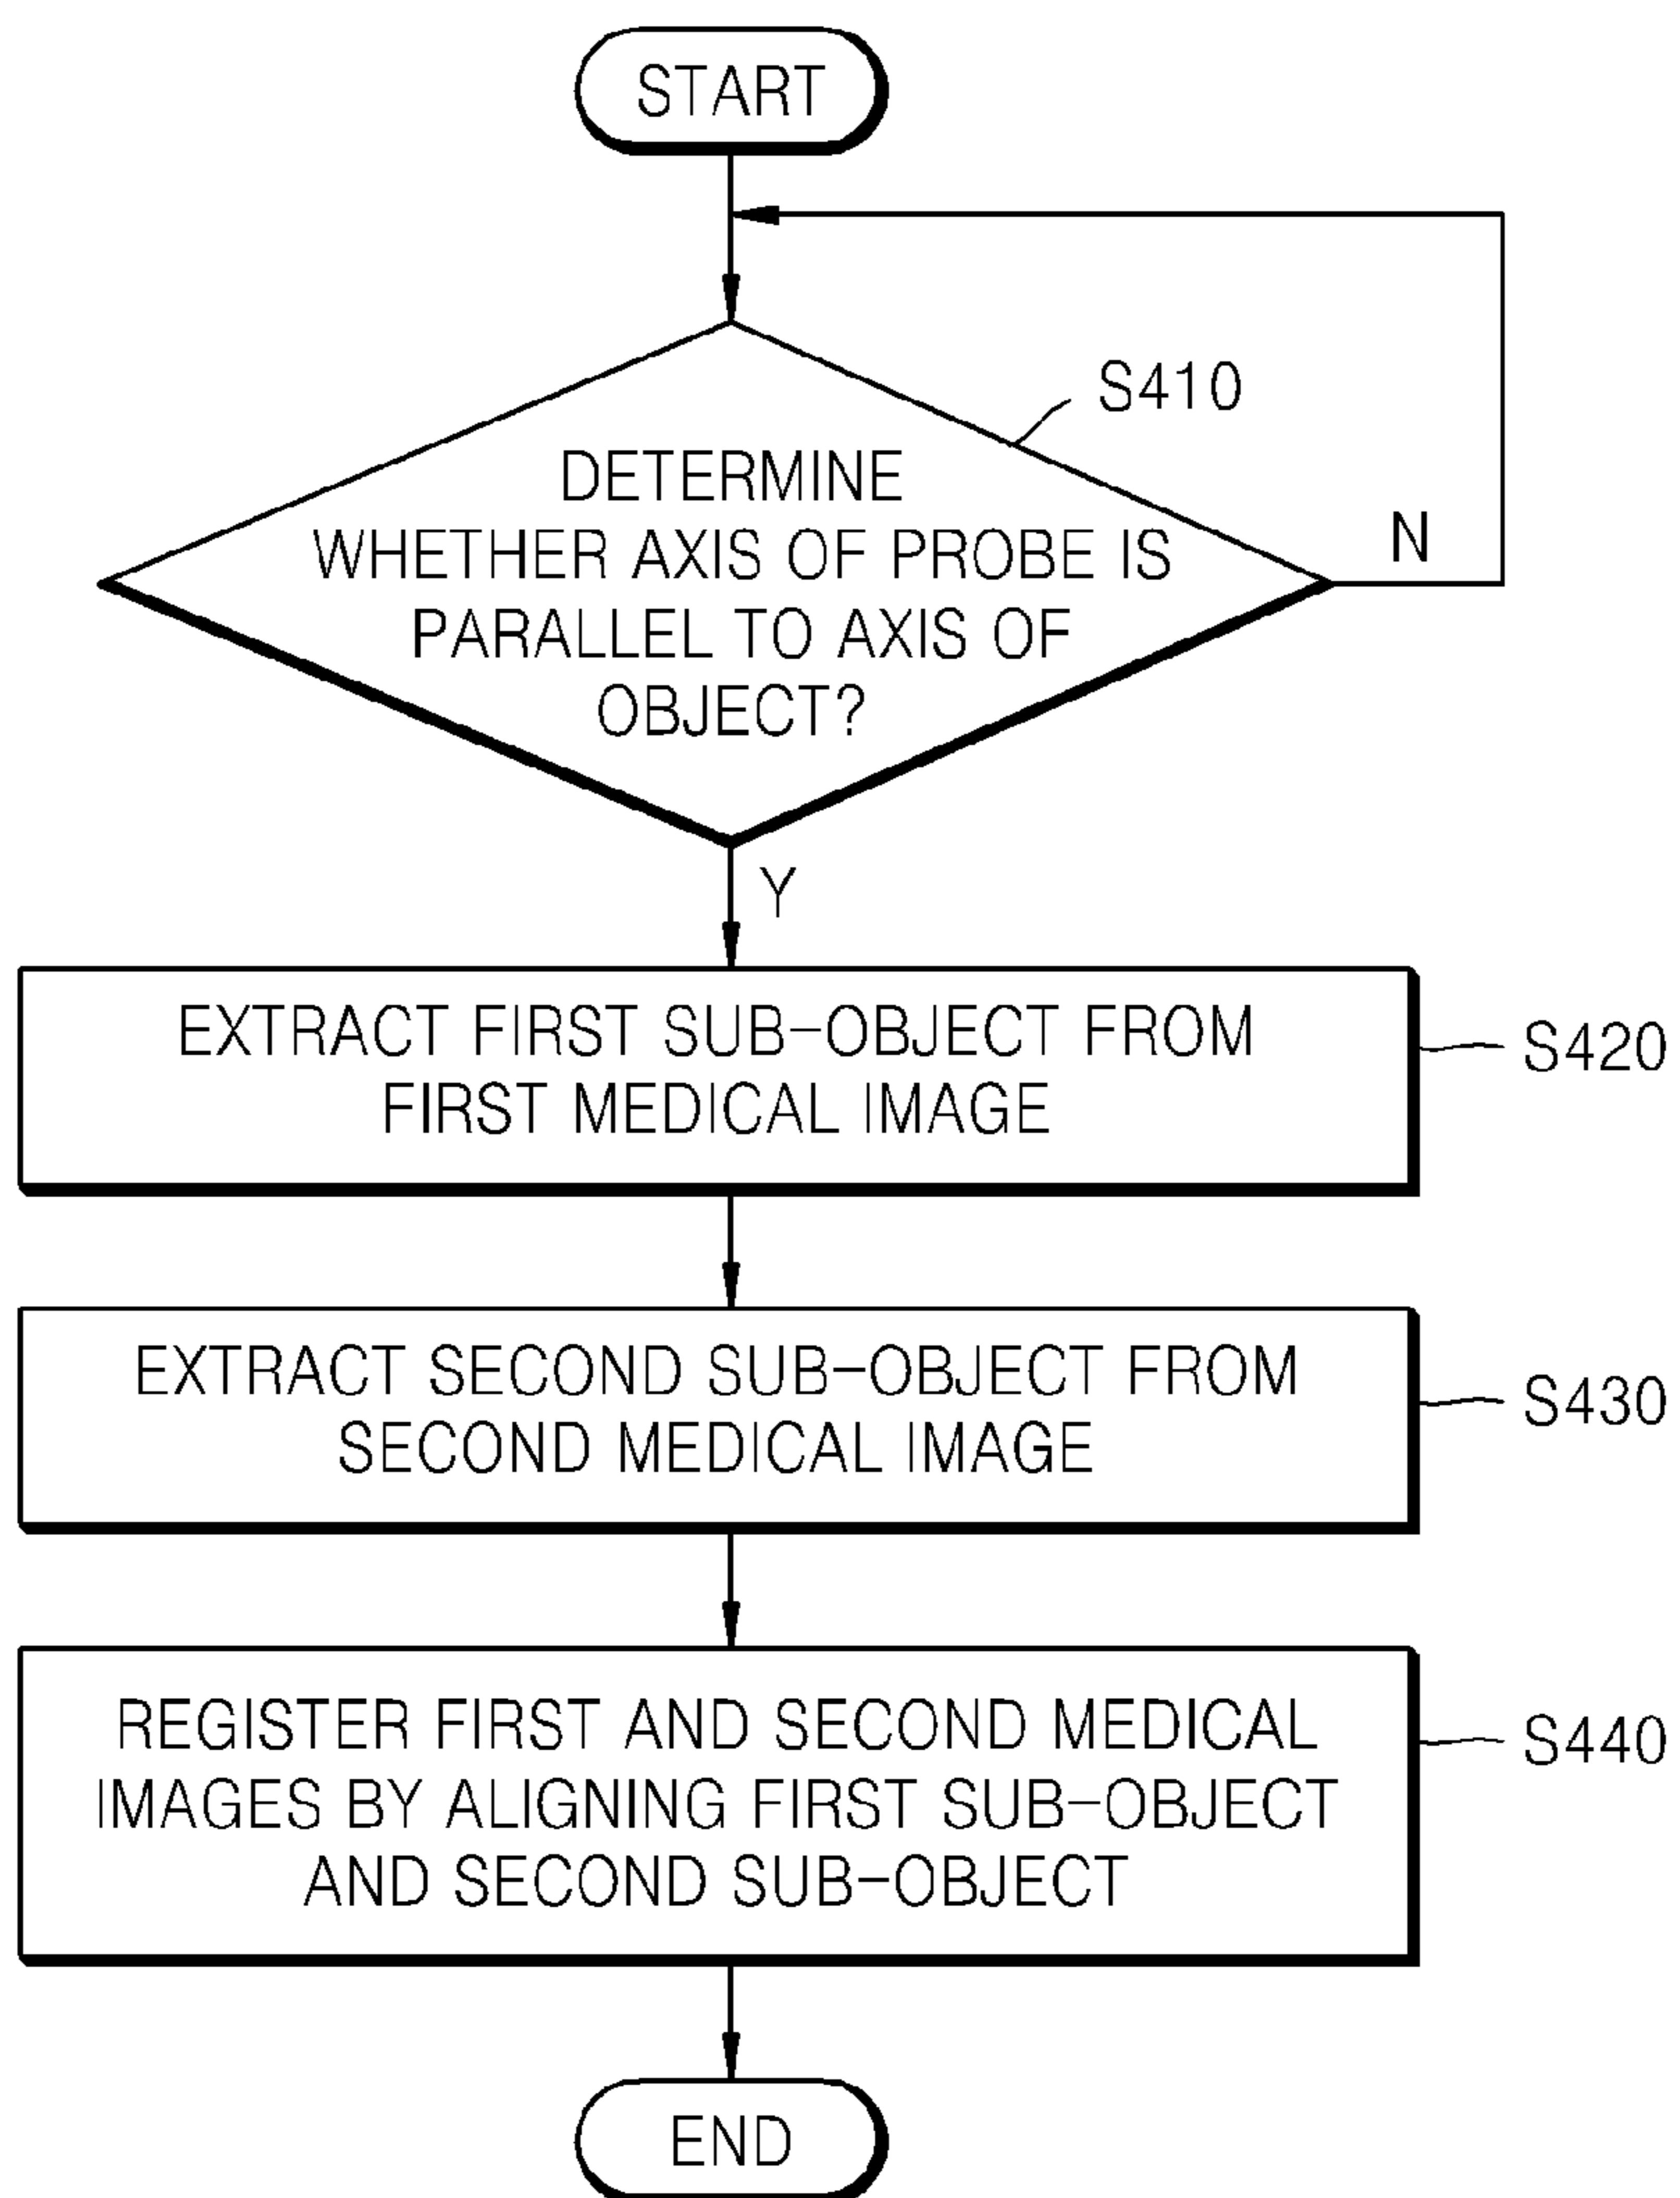 START
S410
DETERMINE
WHETHER AXIS OF PROBE IS
PARALLEL TO AXIS OF
OBJECT?
N
Y
EXTRACT FIRST SUB-OBJECT FROM
FIRST MEDICAL IMAGE
S420
EXTRACT SECOND SUB-OBJECT FROM
SECOND MEDICAL IMAGE
S430
REGISTER FIRST AND SECOND MEDICAL
IMAGES BY ALIGNING FIRST SUB-OBJECT
AND SECOND SUB-OBJECT
S440
END